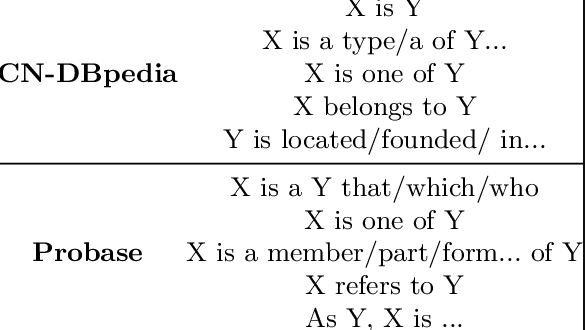 X is Y
X is a type/a of Y...
CN-DBpedia X is one of Y
X belongs to Y
Y is located/founded/ in...
X is a Y that/which/who
X is one of Y
Probase X is a member/part/form... of Y
X refers to Y
As Y, X is ...